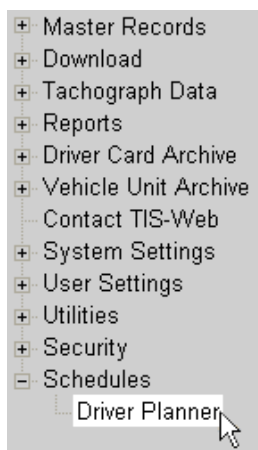 Master Records
Download
Tachograph Data
Reports
Driver Card Archive
Vehicle Unit Archive
Contact TIS-Web
System Settings
User Settings
Utilities
Security
Schedules
Driver Planner